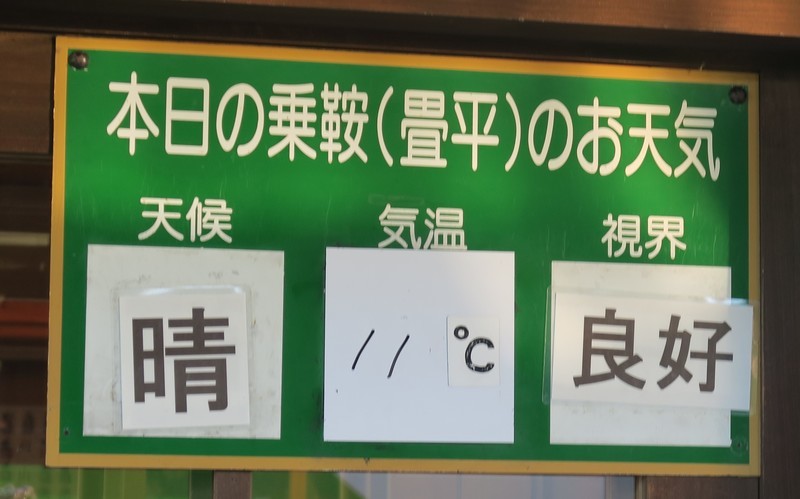 本日の乗鞍(畳平)のお天気
天候 気温 視界
晴 11℃ 良好